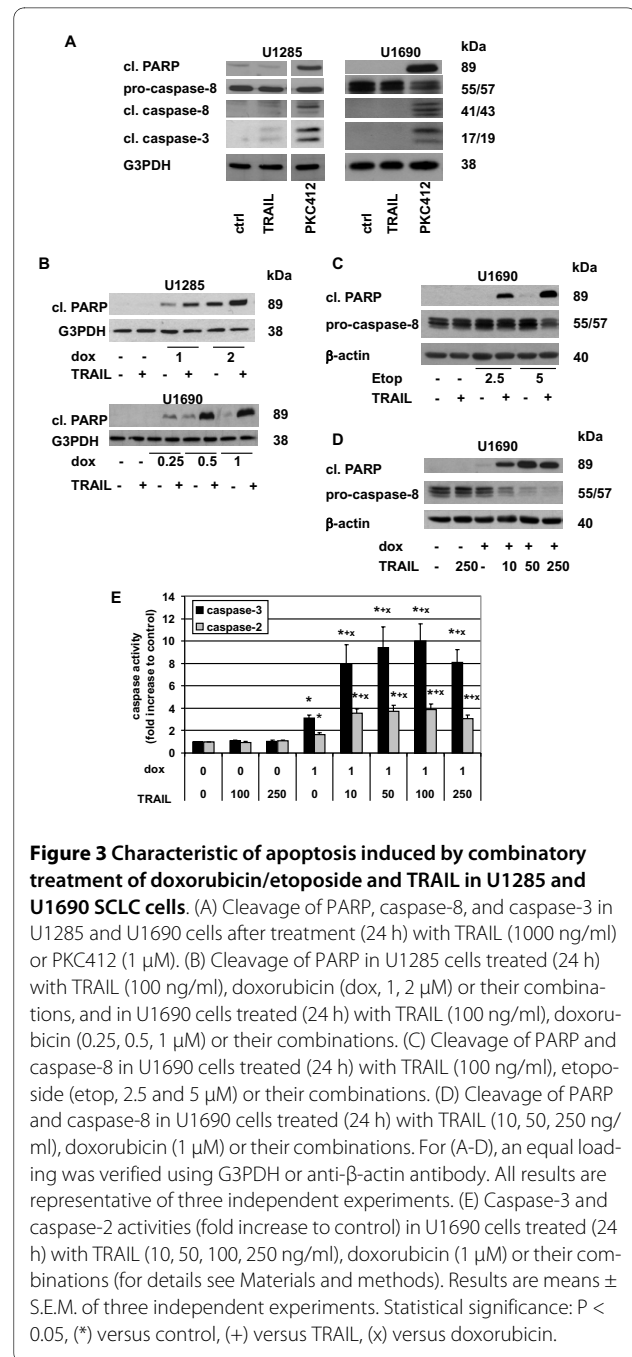 A
U1285
U1690
kDa
cl. PARP
89
pro-caspase-8
55/57
cl. caspase-8
41/43
cl. caspase-3
17/19
G3PDH
38
ctrl
TRAIL
PKC412
ctrl
TRAIL
PKC412
B
U1285
kDa
cl. PARP
89
G3PDH
38
dox - - 1 2
TRAIL - + - + - +
U1690
cl. PARP
89
G3PDH
38
dox - - 0.25 0.5 1
TRAIL - + - + - + - +
C
U1690
kDa
cl. PARP
89
pro-caspase-8
55/57
β-actin
40
Etop - - 2.5 5
TRAIL - + - + - +
D
U1690
cl. PARP
89
pro-caspase-8
55/57
β-actin
40
dox - - + + + +
TRAIL - 250 - 10 50 250
E
caspase activity
(fold increase to control)
14
12
10
8
6
4
2
0
caspase-3
caspase-2
* * *+x *+x *+x *+x *+x *+x *+x *+x
dox 0 0 0 1 1 1 1 1
TRAIL 0 100 250 0 10 50 100 250
Figure 3 Characteristic of apoptosis induced by combinatory
treatment of doxorubicin/etoposide and TRAIL in U1285 and
U1690 SCLC cells. (A) Cleavage of PARP, caspase-8, and caspase-3 in
U1285 and U1690 cells after treatment (24 h) with TRAIL (1000 ng/ml)
or PKC412 (1 μM). (B) Cleavage of PARP in U1285 cells treated (24 h)
with TRAIL (100 ng/ml), doxorubicin (dox, 1, 2 μM) or their combina-
tions, and in U1690 cells treated (24 h) with TRAIL (100 ng/ml), doxoru-
bicin (0.25, 0.5, 1 μM) or their combinations. (C) Cleavage of PARP and
caspase-8 in U1690 cells treated (24 h) with TRAIL (100 ng/ml), etopo-
side (etop, 2.5 and 5 μM) or their combinations. (D) Cleavage of PARP
and caspase-8 in U1690 cells treated (24 h) with TRAIL (10, 50, 250 ng/
ml), doxorubicin (1 μM) or their combinations. For (A-D), an equal load-
ing was verified using G3PDH or anti-β-actin antibody. All results are
representative of three independent experiments. (E) Caspase-3 and
caspase-2 activities (fold increase to control) in U1690 cells treated (24
h) with TRAIL (10, 50, 100, 250 ng/ml), doxorubicin (1 μM) or their com-
binations (for details see Materials and methods). Results are means ±
S.E.M. of three independent experiments. Statistical significance: P <
0.05, (*) versus control, (+) versus TRAIL, (x) versus doxorubicin.